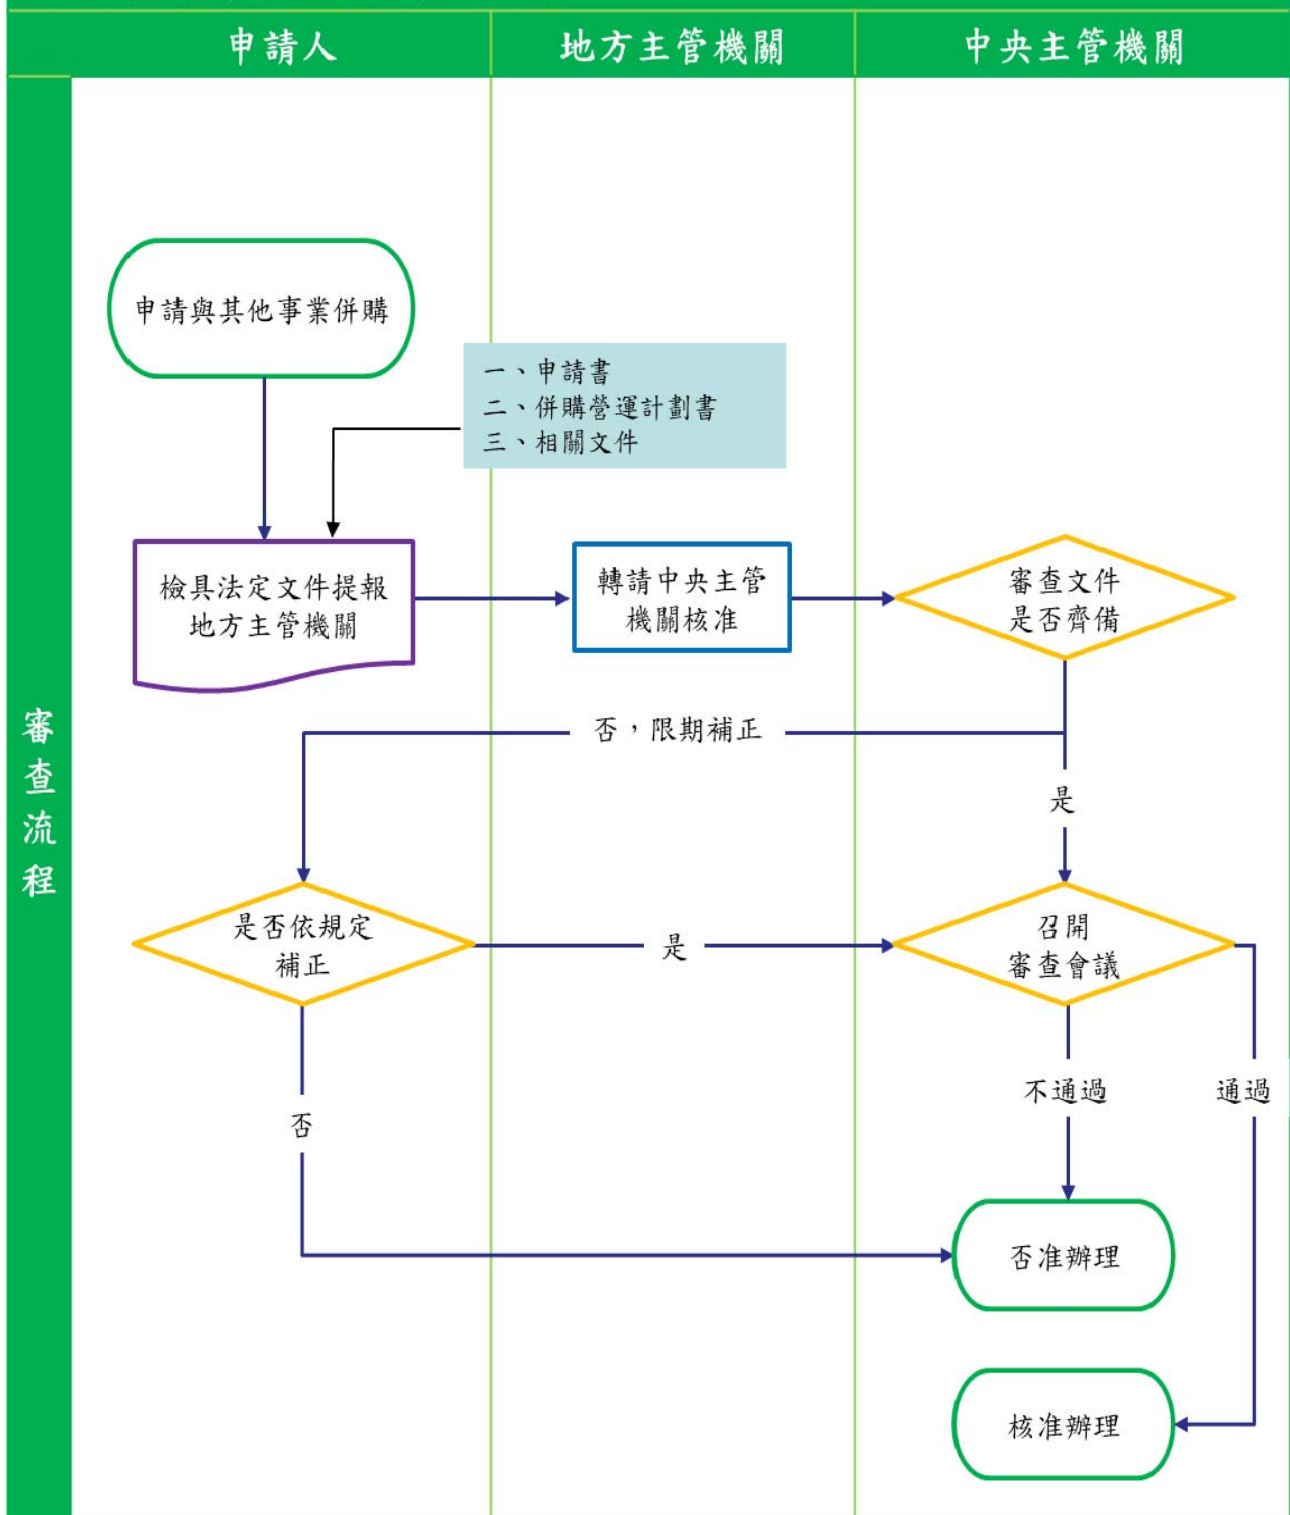 申請人
地方主管機關
中央主管機關
審查流程
申請與其他事業併購
一、申請書
二、併購營運計劃書
三、相關文件
檢具法定文件提報
地方主管機關
轉請中央主管
機關核准
審查文件
是否齊備
否，限期補正
是
是否依規定
補正
是
召開
審查會議
否
不通過
通過
否准辦理
核准辦理